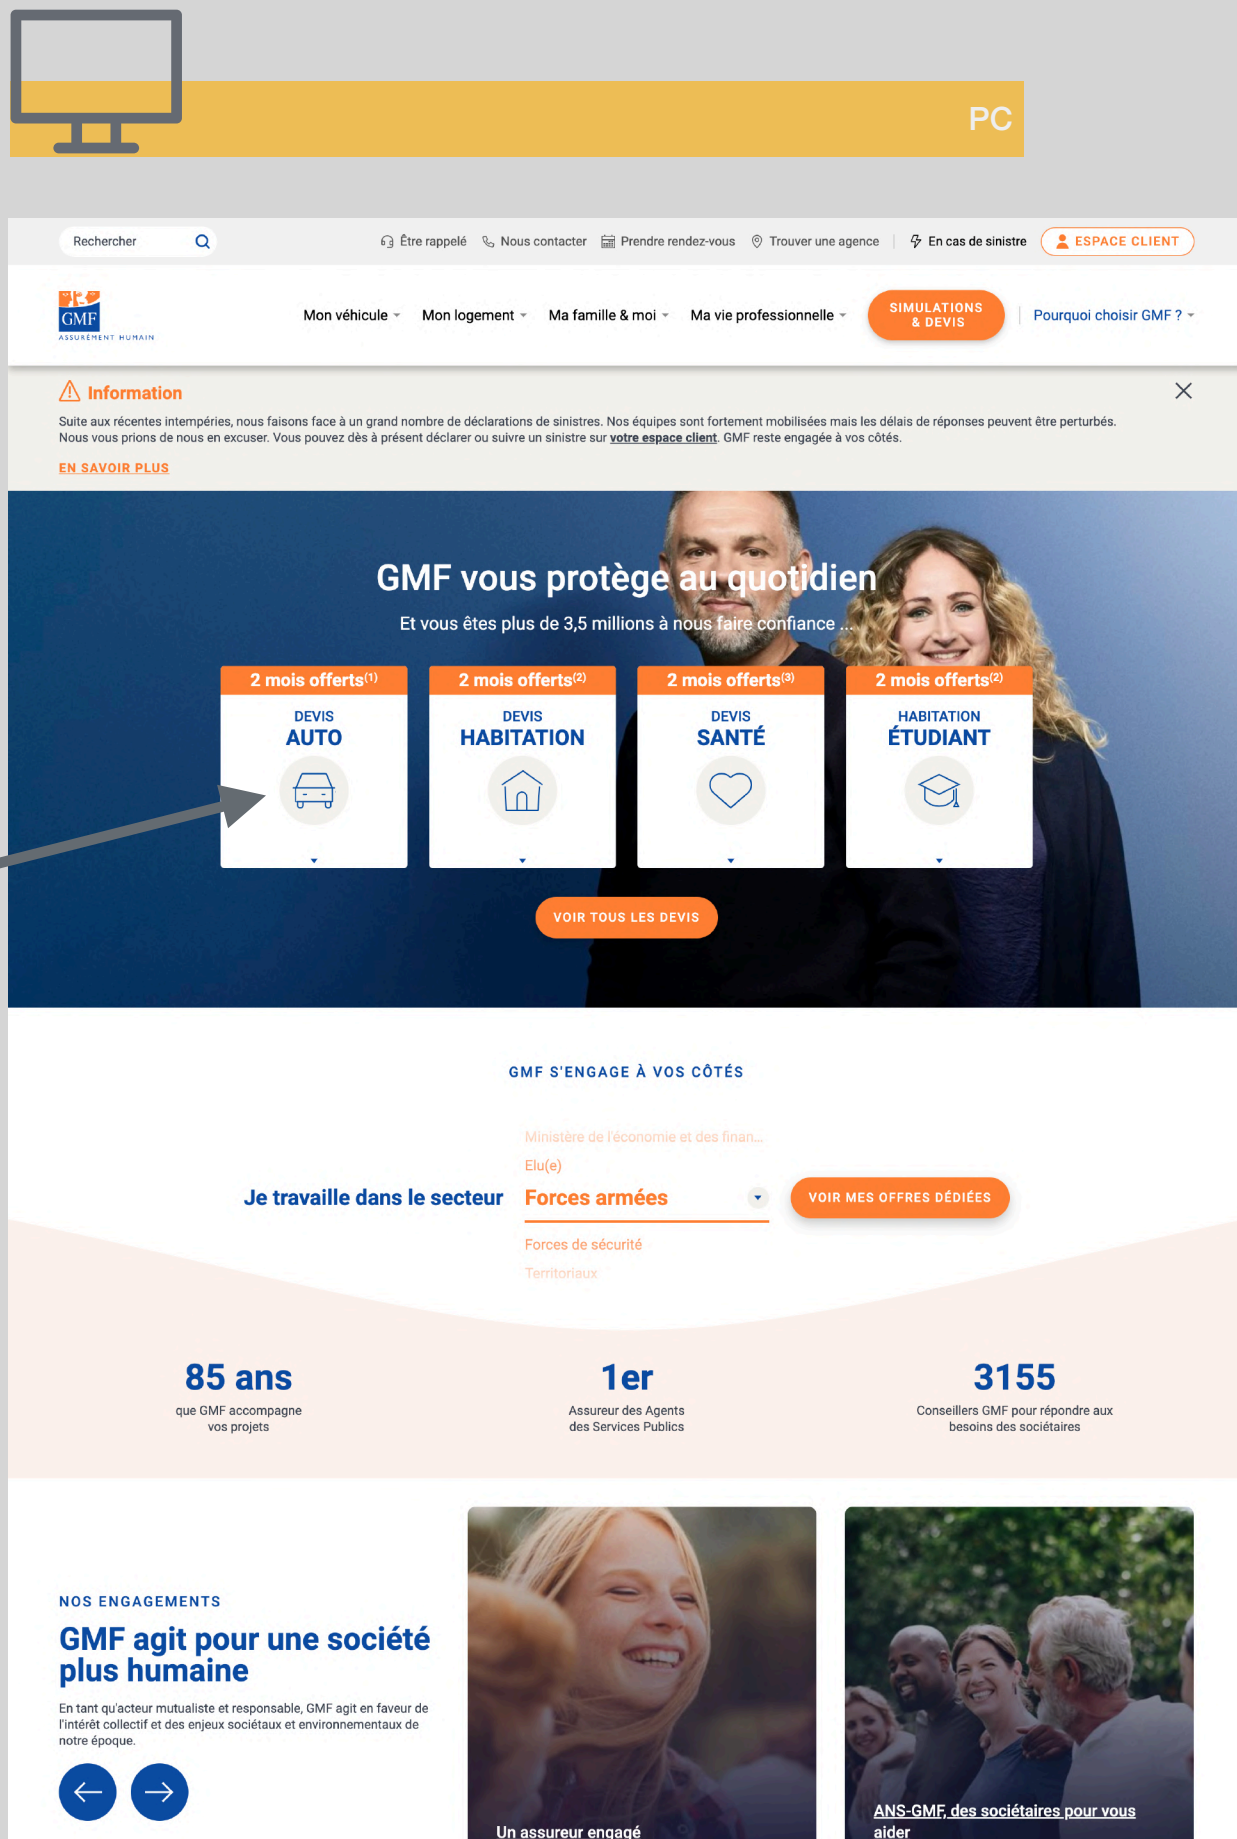 PC
Rechercher
Être rappelé Nous contacter Prendre rendez-vous Trouver une agence En cas de sinistre ESPACE CLIENT
GMF
ASSURÉMENT HUMAIN
Mon véhicule Mon logement Ma famille & moi Ma vie professionnelle
SIMULATIONS
& DEVIS
Pourquoi choisir GMF ?
Information
Suite aux récentes intempéries, nous faisons face à un grand nombre de déclarations de sinistres. Nos équipes sont fortement mobilisées mais les délais de réponses peuvent être perturbés.
Nous vous prions de nous en excuser. Vous pouvez dès à présent déclarer ou suivre un sinistre sur votre espace client. GMF reste engagée à vos côtés.
EN SAVOIR PLUS
GMF vous protège au quotidien
Et vous êtes plus de 3,5 millions à nous faire confiance ...
2 mois offerts(1)
DEVIS
AUTO
2 mois offerts(2)
DEVIS
HABITATION
2 mois offerts(3)
DEVIS
SANTÉ
2 mois offerts(2)
HABITATION
ÉTUDIANT
VOIR TOUS LES DEVIS
GMF S'ENGAGE À VOS CÔTÉS
Ministère de l'économie et des finan...
Elu(e)
Je travaille dans le secteur Forces armées VOIR MES OFFRES DÉDIÉES
Forces de sécurité
Territoriaux
85 ans
que GMF accompagne
vos projets
1er
Assureur des Agents
des Services Publics
3155
Conseillers GMF pour répondre aux
besoins des sociétaires
NOS ENGAGEMENTS
GMF agit pour une société
plus humaine
En tant qu'acteur mutualiste et responsable, GMF agit en faveur de
l'intérêt collectif et des enjeux sociétaux et environnementaux de
notre époque.
Un assureur engagé
ANS-GMF, des sociétaires pour vous
aider